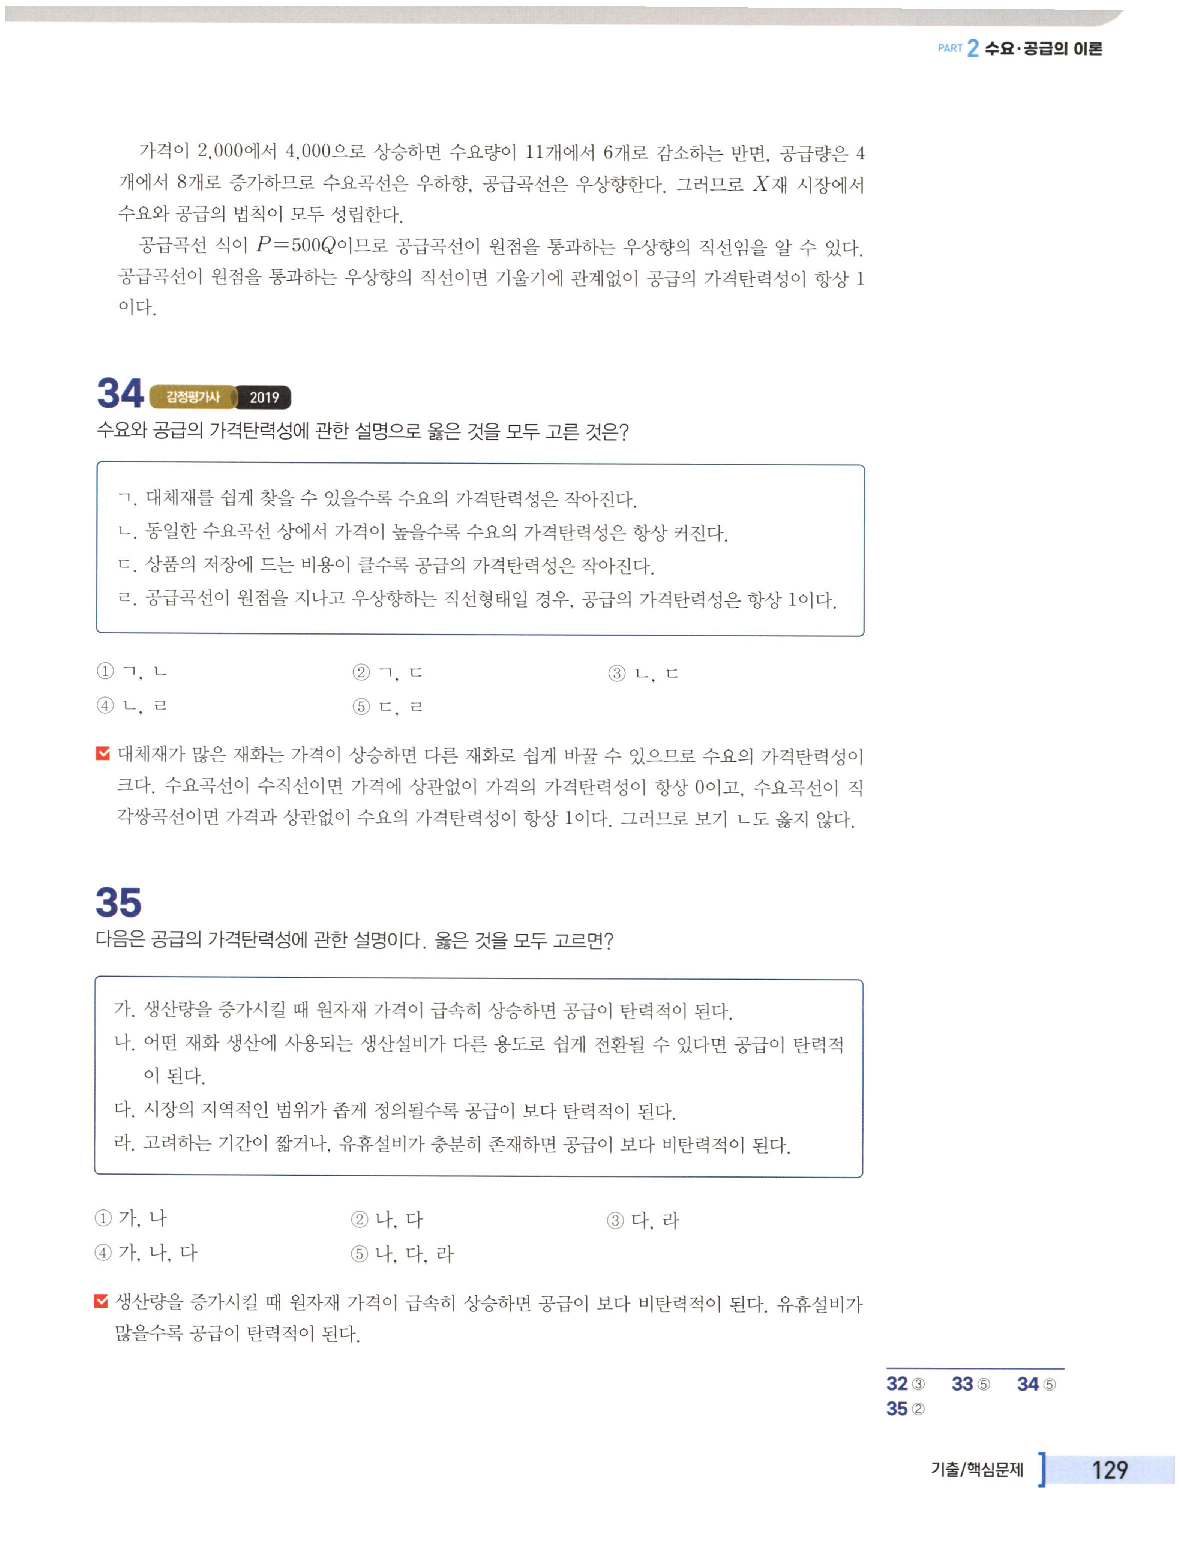 PART 2 수요·공급의 이론
가격이 2,000에서 4,000으로 상승하면 수요량이 11개에서 6개로 감소하는 반면, 공급량은 4
개에서 8개로 증가하므로 수요곡선은 우하향, 공급곡선은 우상향한다. 그러므로 X재 시장에서
수요와 공급의 법칙이 모두 성립한다.
공급곡선 식이 P=500Q이므로 공급곡선이 원점을 통과하는 우상향의 직선임을 알 수 있다.
공급곡선이 원점을 통과하는 우상향의 직선이면 기울기에 관계없이 공급의 가격탄력성이 항상 1
이다.
34 감정평가사 2019
수요와 공급의 가격탄력성에 관한 설명으로 옳은 것을 모두 고른 것은?
ㄱ. 대체재를 쉽게 찾을 수 있을수록 수요의 가격탄력성은 작아진다.
ㄴ. 동일한 수요곡선 상에서 가격이 높을수록 수요의 가격탄력성은 항상 커진다.
ㄷ. 상품의 저장에 드는 비용이 클수록 공급의 가격탄력성은 작아진다.
ㄹ. 공급곡선이 원점을 지나고 우상향하는 직선형태일 경우, 공급의 가격탄력성은 항상 1이다.
① ㄱ, ㄴ ② ㄱ, ㄷ ③ ㄴ, ㄷ
④ ㄴ, ㄹ ⑤ ㄷ, ㄹ
대체재가 많은 재화는 가격이 상승하면 다른 재화로 쉽게 바꿀 수 있으므로 수요의 가격탄력성이
크다. 수요곡선이 수직선이면 가격에 상관없이 가격의 가격탄력성이 항상 0이고, 수요곡선이 직
각쌍곡선이면 가격과 상관없이 수요의 가격탄력성이 항상 1이다. 그러므로 보기 ㄴ도 옳지 않다.
35
다음은 공급의 가격탄력성에 관한 설명이다. 옳은 것을 모두 고르면?
가. 생산량을 증가시킬 때 원자재 가격이 급속히 상승하면 공급이 탄력적이 된다.
나. 어떤 재화 생산에 사용되는 생산설비가 다른 용도로 쉽게 전환될 수 있다면 공급이 탄력적
이 된다.
다. 시장의 지역적인 범위가 좁게 정의될수록 공급이 보다 탄력적이 된다.
라. 고려하는 기간이 짧거나, 유휴설비가 충분히 존재하면 공급이 보다 비탄력적이 된다.
① 가, 나 ② 나, 다 ③ 다, 라
④ 가, 나, 다 ⑤ 나, 다, 라
생산량을 증가시킬 때 원자재 가격이 급속히 상승하면 공급이 보다 비탄력적이 된다. 유휴설비가
많을수록 공급이 탄력적이 된다.
32 ③ 33 ⑤ 34 ⑤
35 ②
기출/핵심문제 129